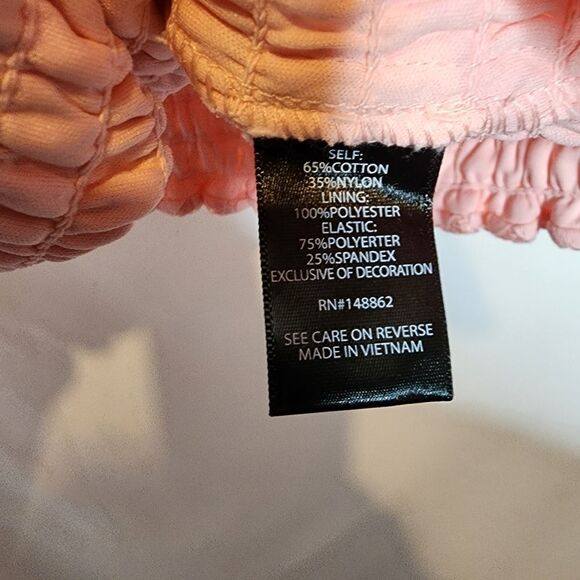 SELF:
65%COTTON
35%NYLON
LINING:
100%POLYESTER
ELASTIC:
75%POLYERTER
25%SPANDEX
EXCLUSIVE OF DECORATION
RN#148862
SEE CARE ON REVERSE
MADE IN VIETNAM